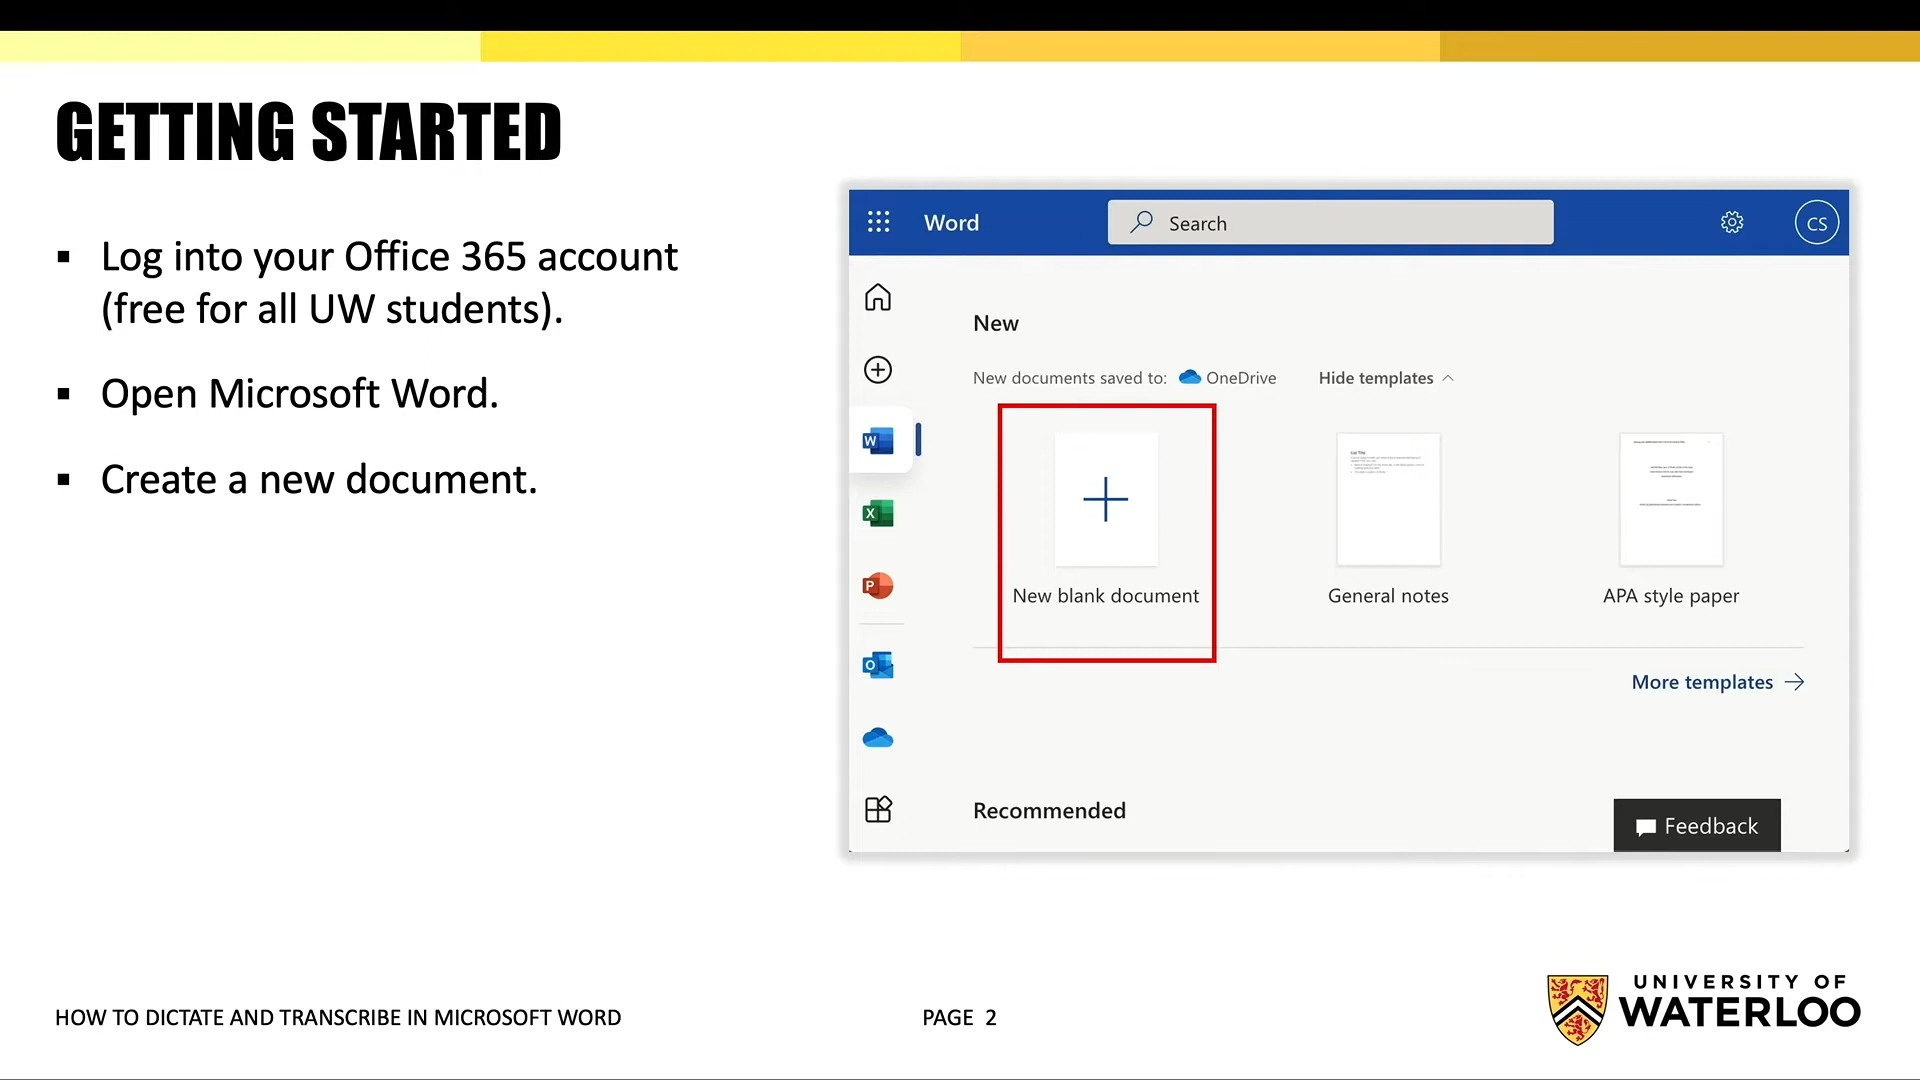 GETTING STARTED
▪ Log into your Office 365 account
(free for all UW students).
▪ Open Microsoft Word.
▪ Create a new document.
Word
Search
CS
New
New documents saved to: OneDrive
Hide templates
New blank document
General notes
APA style paper
More templates
Recommended
Feedback
HOW TO DICTATE AND TRANSCRIBE IN MICROSOFT WORD
PAGE 2
UNIVERSITY OF
WATERLOO